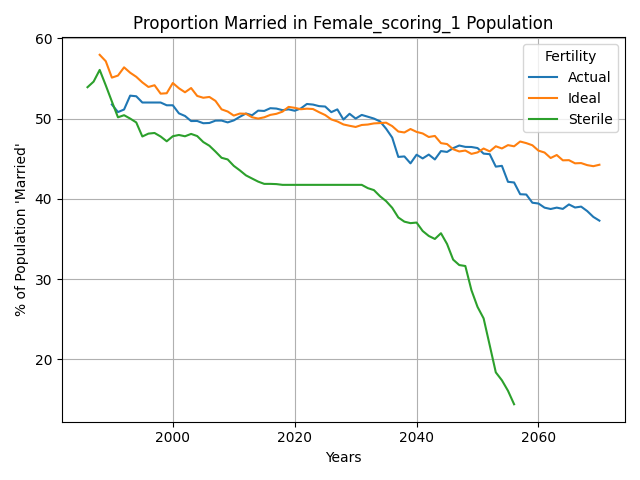 Proportion Married in Female_scoring_1 Population
% of Population 'Married'
60
50
40
30
20
2000
2020
2040
2060
Years
Fertility
Actual
Ideal
Sterile